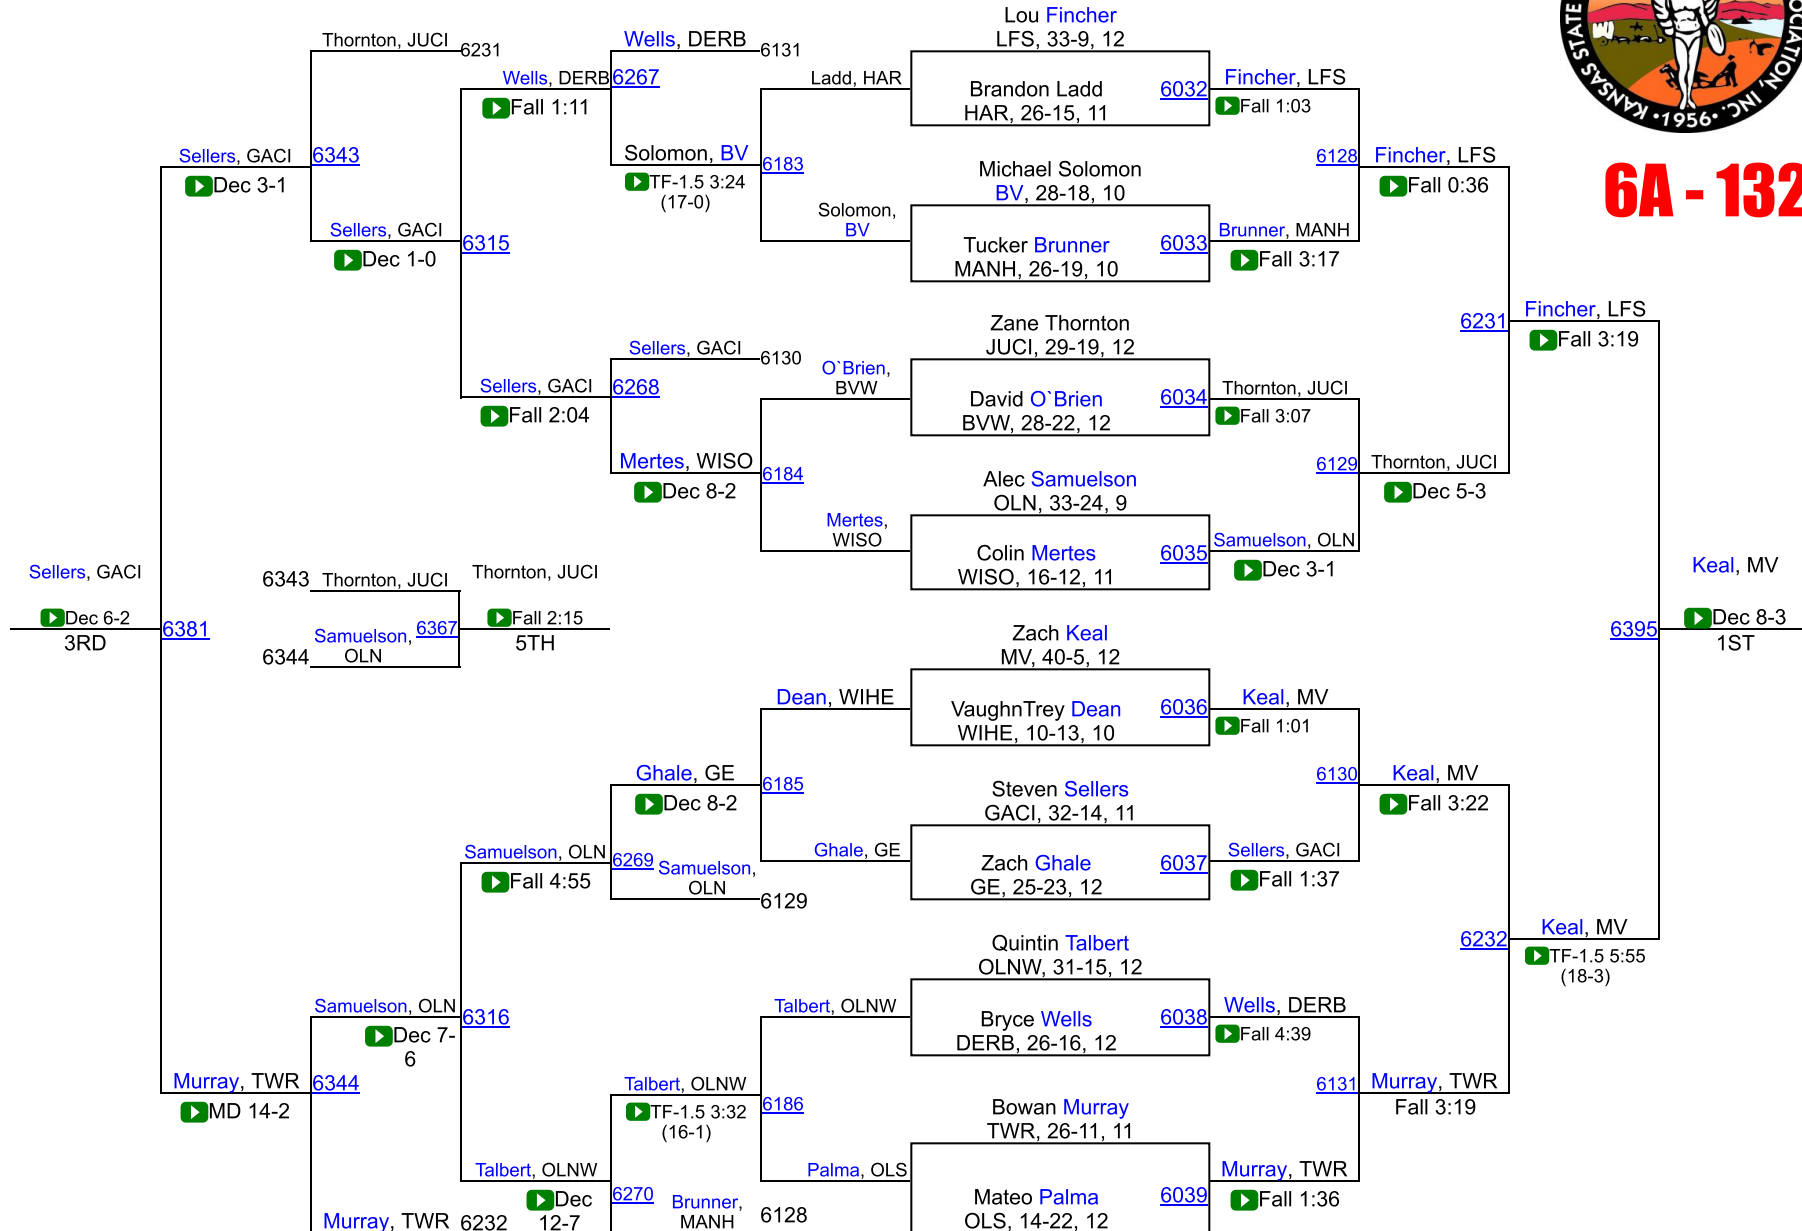 Lou Fincher
LFS, 33-9, 12
Thornton, JUCI
6231
Wells, DERB
6131
Wells, DERB
6267
Fall 1:11
Ladd, HAR
Brandon Ladd
HAR, 26-15, 11
6032
Fincher, LFS
Fall 1:03
KANSAS STATE
OCIATION, INC.
•1956•
6A - 132
Sellers, GACI
6343
Dec 3-1
Solomon, BV
6183
TF-1.5 3:24
(17-0)
Michael Solomon
BV, 28-18, 10
6128
Fincher, LFS
Fall 0:36
Solomon,
BV
Sellers, GACI
6315
Dec 1-0
Tucker Brunner
MANH, 26-19, 10
6033
Brunner, MANH
Fall 3:17
Zane Thornton
JUCI, 29-19, 12
6231
Fincher, LFS
Fall 3:19
Sellers, GACI
6130
O`Brien,
BVW
Sellers, GACI
6268
Fall 2:04
David O`Brien
BVW, 28-22, 12
6034
Thornton, JUCI
Fall 3:07
Mertes, WISO
6184
Dec 8-2
Alec Samuelson
OLN, 33-24, 9
6129
Thornton, JUCI
Dec 5-3
Mertes,
WISO
Colin Mertes
WISO, 16-12, 11
6035
Samuelson, OLN
Dec 3-1
Sellers, GACI
Dec 6-2
3RD
6381
6343
Thornton, JUCI
Thornton, JUCI
Samuelson,
OLN
6367
6344
Fall 2:15
5TH
Zach Keal
MV, 40-5, 12
6395
Keal, MV
Dec 8-3
1ST
Dean, WIHE
VaughnTrey Dean
WIHE, 10-13, 10
6036
Keal, MV
Fall 1:01
Ghale, GE
6185
Dec 8-2
Steven Sellers
GACI, 32-14, 11
6130
Keal, MV
Fall 3:22
Samuelson, OLN
6269
Fall 4:55
Samuelson,
OLN
6129
Ghale, GE
Zach Ghale
GE, 25-23, 12
6037
Sellers, GACI
Fall 1:37
Quintin Talbert
OLNW, 31-15, 12
6232
Keal, MV
TF-1.5 5:55
(18-3)
Samuelson, OLN
6316
Dec 7-
6
Talbert, OLNW
Bryce Wells
DERB, 26-16, 12
6038
Wells, DERB
Fall 4:39
Murray, TWR
6344
MD 14-2
Talbert, OLNW
6186
TF-1.5 3:32
(16-1)
Bowan Murray
TWR, 26-11, 11
6131
Murray, TWR
Fall 3:19
Talbert, OLNW
6270
Dec
12-7
Palma, OLS
Mateo Palma
OLS, 14-22, 12
6039
Murray, TWR
Fall 1:36
Murray, TWR
6232
Brunner,
MANH
6128